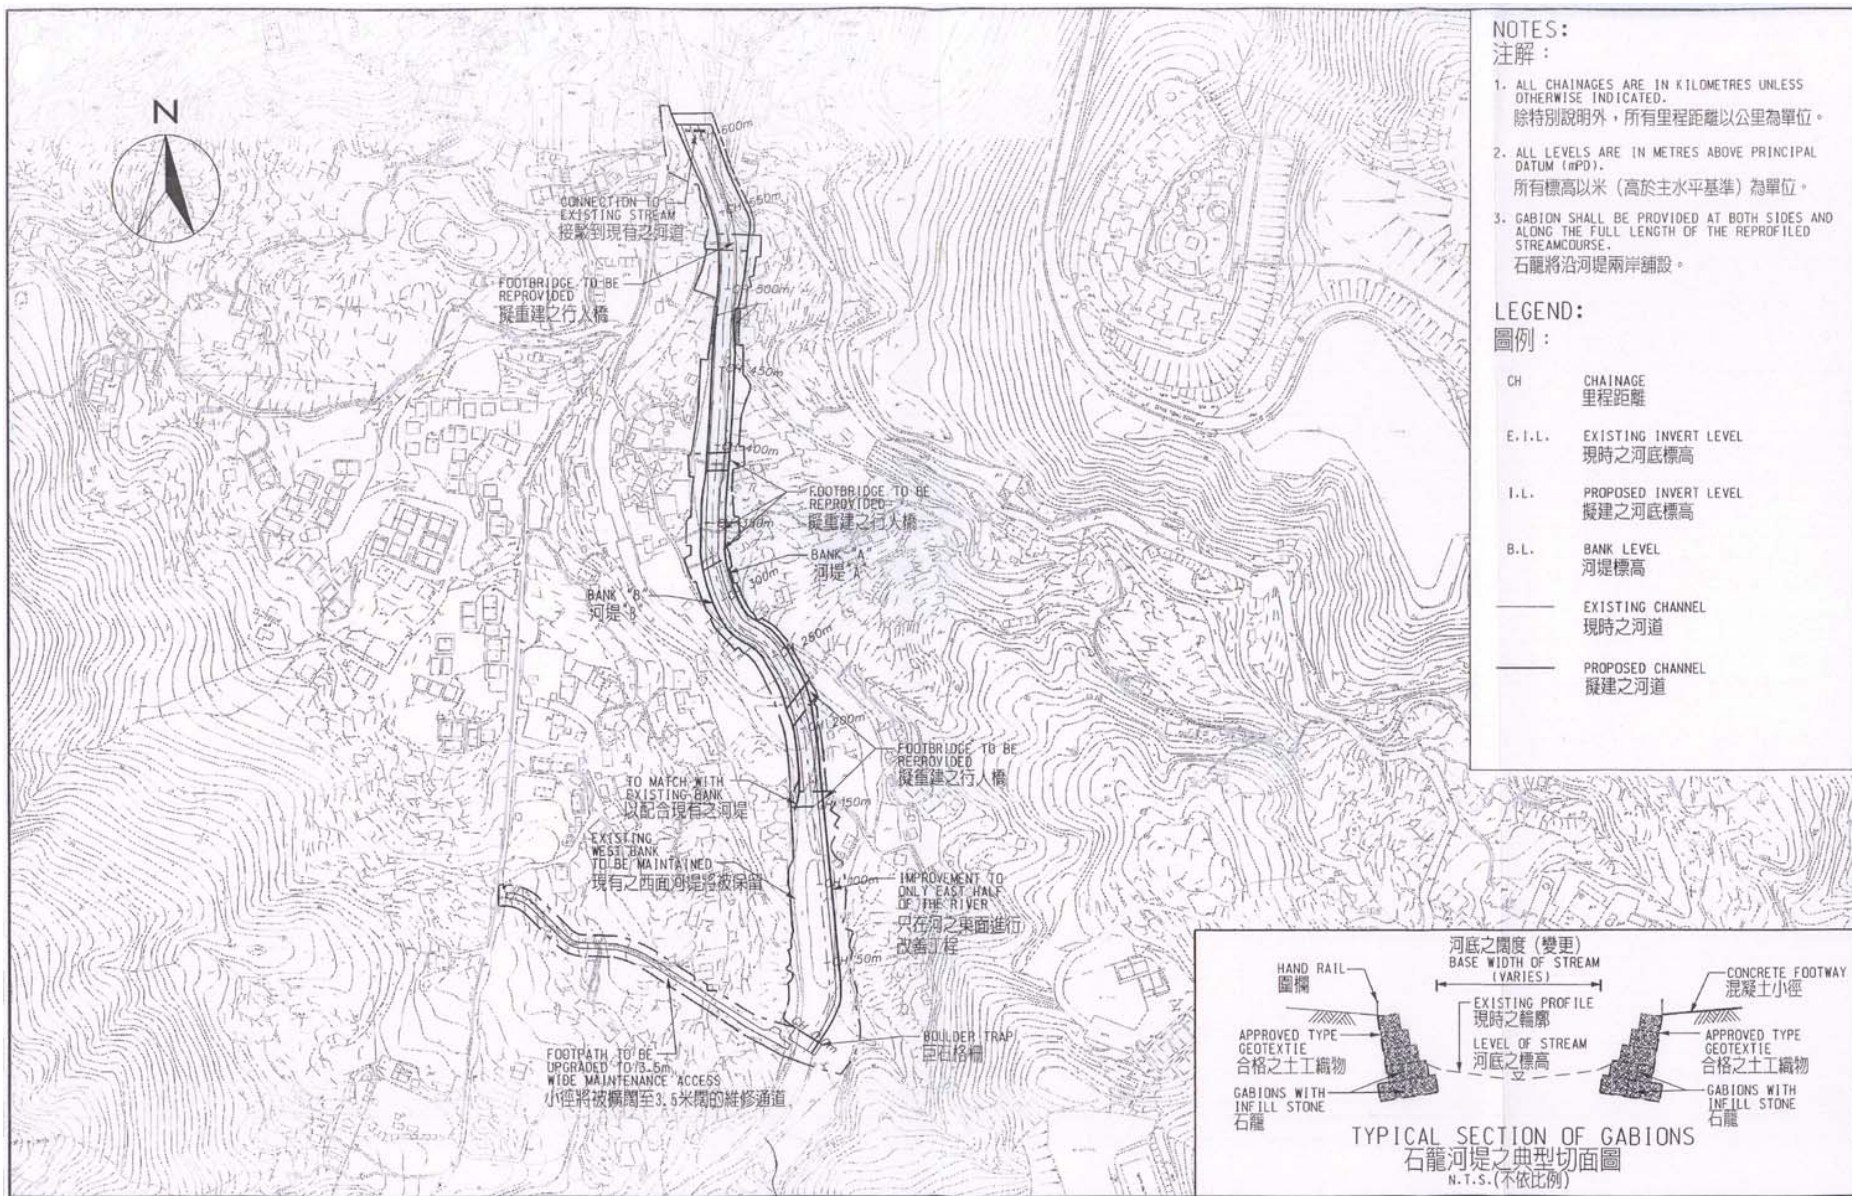 N
600m
CH 550m
CONNECTION TO
EXISTING STREAM
接繫到現有之河道
FOOTBRIDGE TO BE
REPROVIDED
擬重建之行人橋
CH 500m
CH 450m
CH 400m
FOOTBRIDGE TO BE
REPROVIDED
擬重建之行人橋
BANK "A"
河堤"A"
300m
BANK "B"
河堤"B"
250m
CH 200m
FOOTBRIDGE TO BE
REPROVIDED
擬重建之行人橋
TO MATCH WITH
EXISTING BANK
以配合現有之河堤
CH 150m
EXISTING
WEST BANK
TO BE MAINTAINED
現有之西面河堤將被保留
CH 100m
IMPROVEMENT TO
ONLY EAST HALF
OF THE RIVER
只在河之東面進行
改善工程
CH 50m
BOULDER TRAP
巨石格柵
FOOTPATH TO BE
UPGRADED TO 3.5m
WIDE MAINTENANCE ACCESS
小徑將被擴闊至3.5米闊的維修通道
NOTES:
注解：
1. ALL CHAINAGES ARE IN KILOMETRES UNLESS
OTHERWISE INDICATED.
除特別說明外，所有里程距離以公里為單位。
2. ALL LEVELS ARE IN METRES ABOVE PRINCIPAL
DATUM (mPD).
所有標高以米（高於主水平基準）為單位。
3. GABION SHALL BE PROVIDED AT BOTH SIDES AND
ALONG THE FULL LENGTH OF THE REPROFILED
STREAMCOURSE.
石籠將沿河堤兩岸舖設。
LEGEND:
圖例：
CH CHAINAGE
里程距離
E.I.L. EXISTING INVERT LEVEL
現時之河底標高
I.L. PROPOSED INVERT LEVEL
擬建之河底標高
B.L. BANK LEVEL
河堤標高
EXISTING CHANNEL
現時之河道
PROPOSED CHANNEL
擬建之河道
河底之闊度（變更）
BASE WIDTH OF STREAM
(VARIES)
HAND RAIL
圍欄
CONCRETE FOOTWAY
混凝土小徑
EXISTING PROFILE
現時之輪廓
APPROVED TYPE
GEOTEXTIE
合格之土工織物
LEVEL OF STREAM
河底之標高
APPROVED TYPE
GEOTEXTIE
合格之土工織物
GABIONS WITH
INFILL STONE
石籠
GABIONS WITH
INFILL STONE
石籠
TYPICAL SECTION OF GABIONS
石籠河堤之典型切面圖
N.T.S.(不依比例)